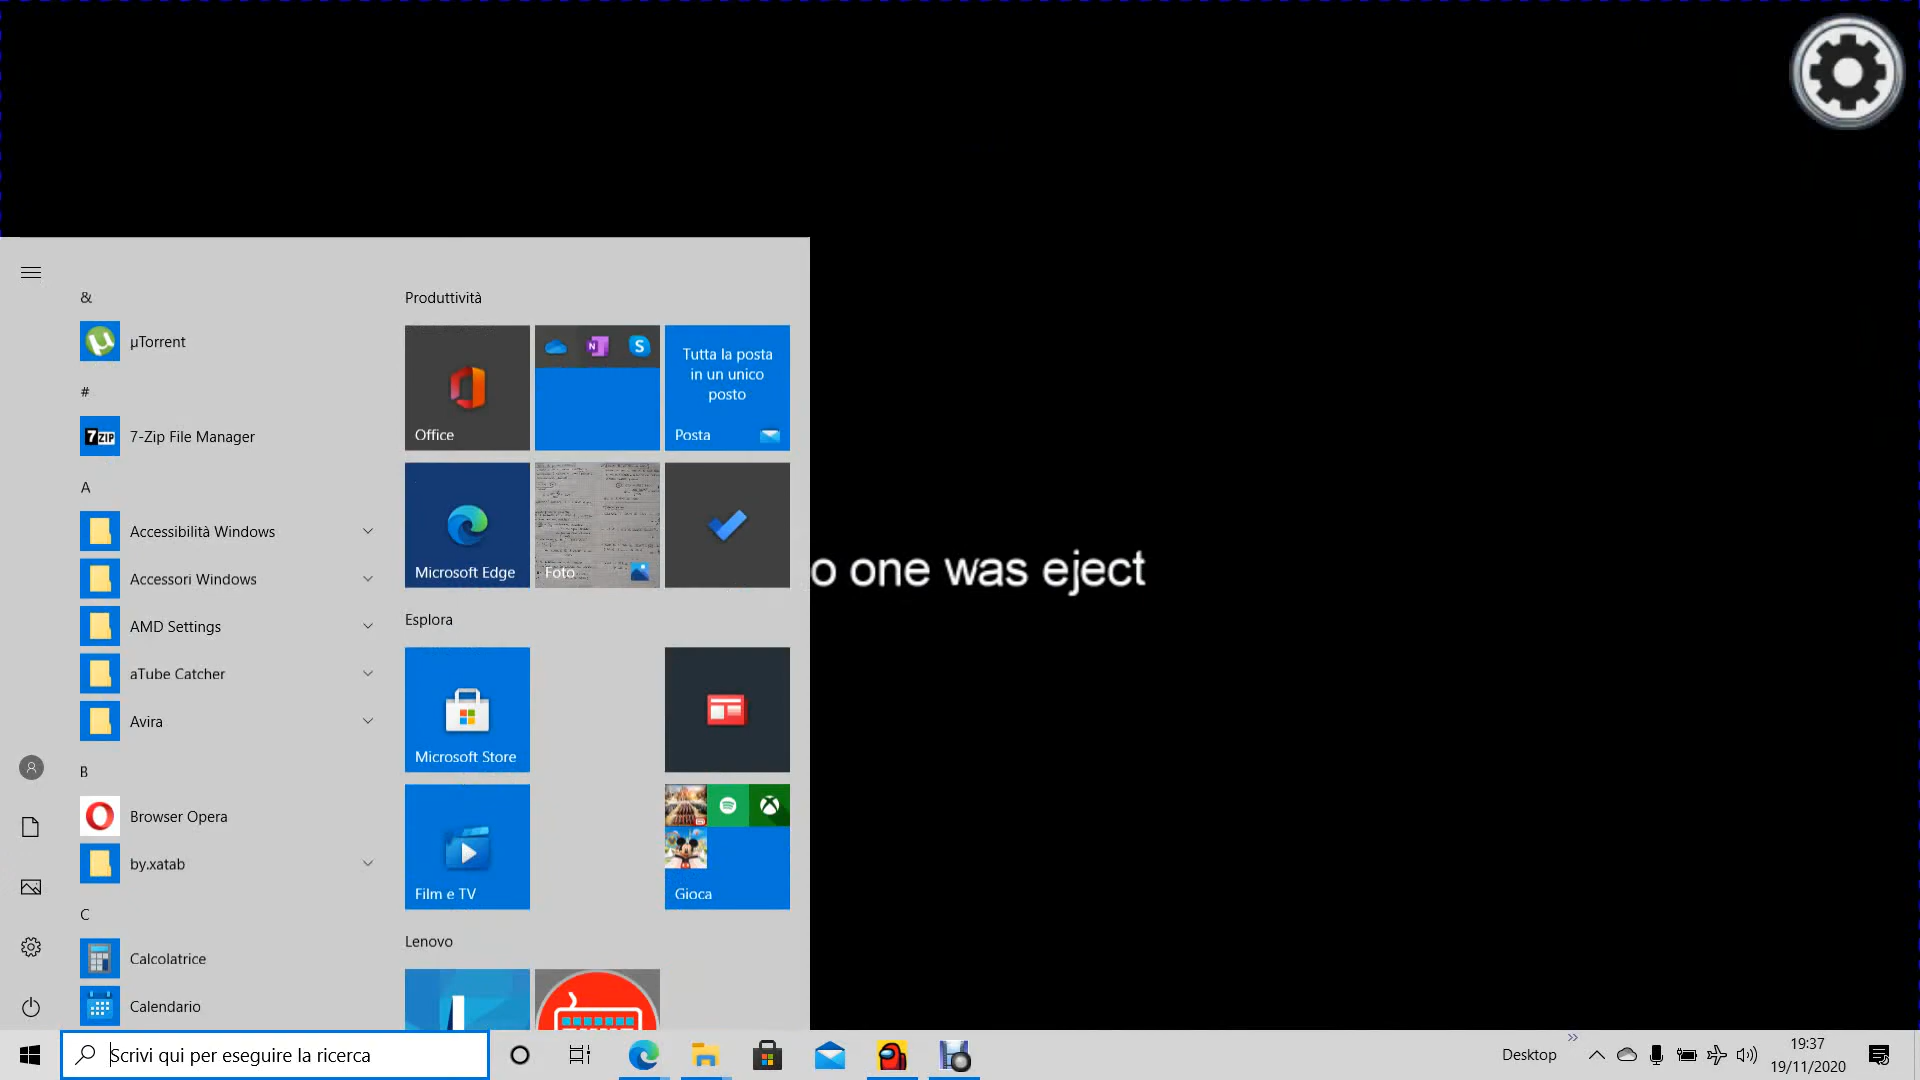 &
µTorrent
#
7-Zip File Manager
A
Accessibilità Windows
Accessori Windows
AMD Settings
aTube Catcher
Avira
B
Browser Opera
by.xatab
C
Calcolatrice
Calendario
Produttività
Office
Tutta la posta
in un unico
posto
Posta
Microsoft Edge
Foto
Esplora
Microsoft Store
Film e TV
Gioca
Lenovo
o one was eject
Scrivi qui per eseguire la ricerca
Desktop
19:37
19/11/2020